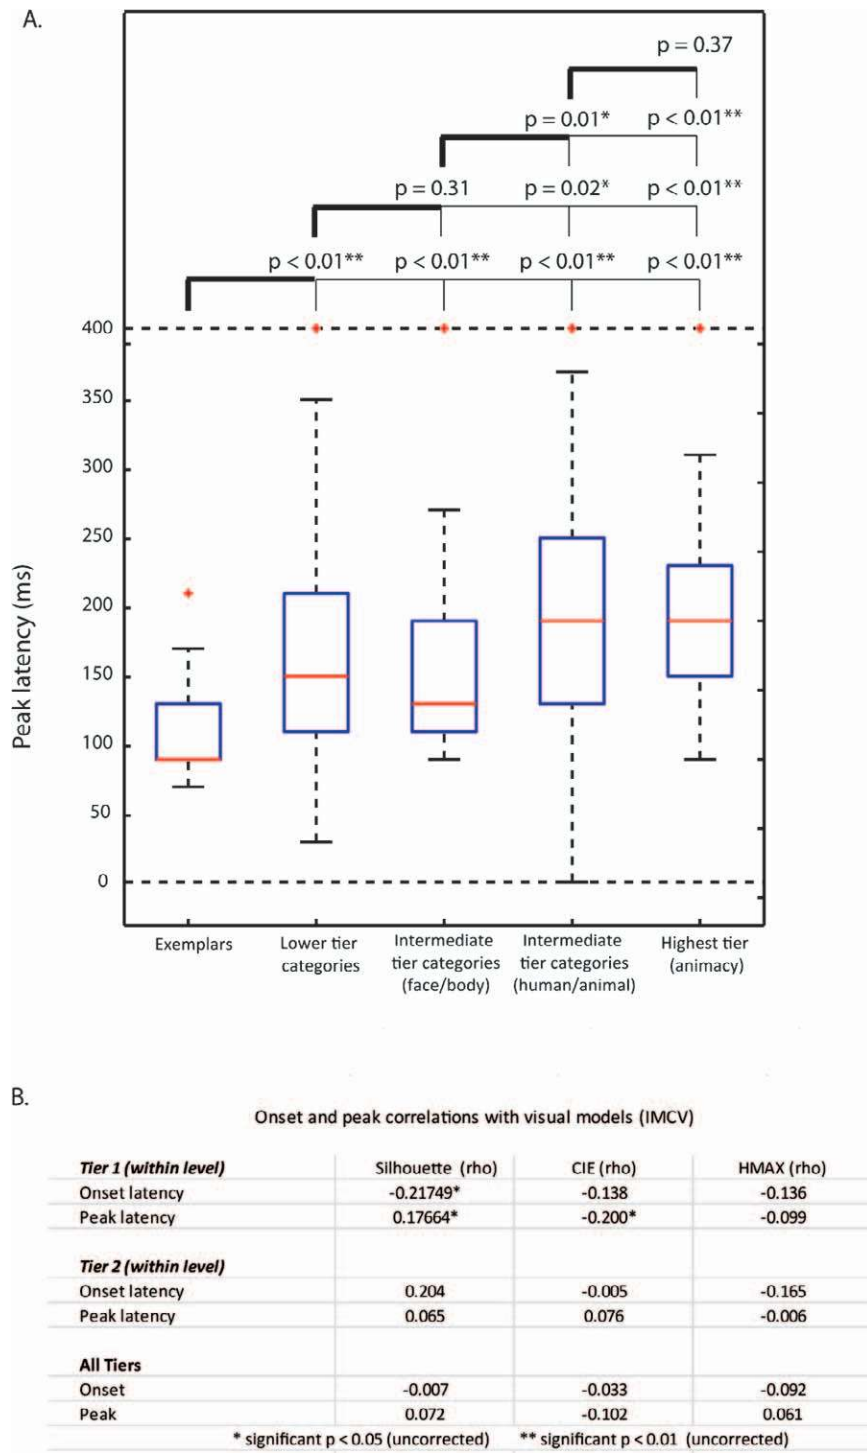 A.
p = 0.37
p = 0.01* p < 0.01**
p = 0.31 p = 0.02* p < 0.01**
p < 0.01** p < 0.01** p < 0.01** p < 0.01**
400
350
300
250
200
150
100
50
0
Peak latency (ms)
Exemplars
Lower tier
categories
Intermediate
tier categories
(face/body)
Intermediate
tier categories
(human/animal)
Highest tier
(animacy)
B.
Onset and peak correlations with visual models (IMCV)
Tier 1 (within level) Silhouette (rho) CIE (rho) HMAX (rho)
Onset latency -0.21749* -0.138 -0.136
Peak latency 0.17664* -0.200* -0.099
Tier 2 (within level)
Onset latency 0.204 -0.005 -0.165
Peak latency 0.065 0.076 -0.006
All Tiers
Onset -0.007 -0.033 -0.092
Peak 0.072 -0.102 0.061
* significant p < 0.05 (uncorrected) ** significant p < 0.01 (uncorrected)